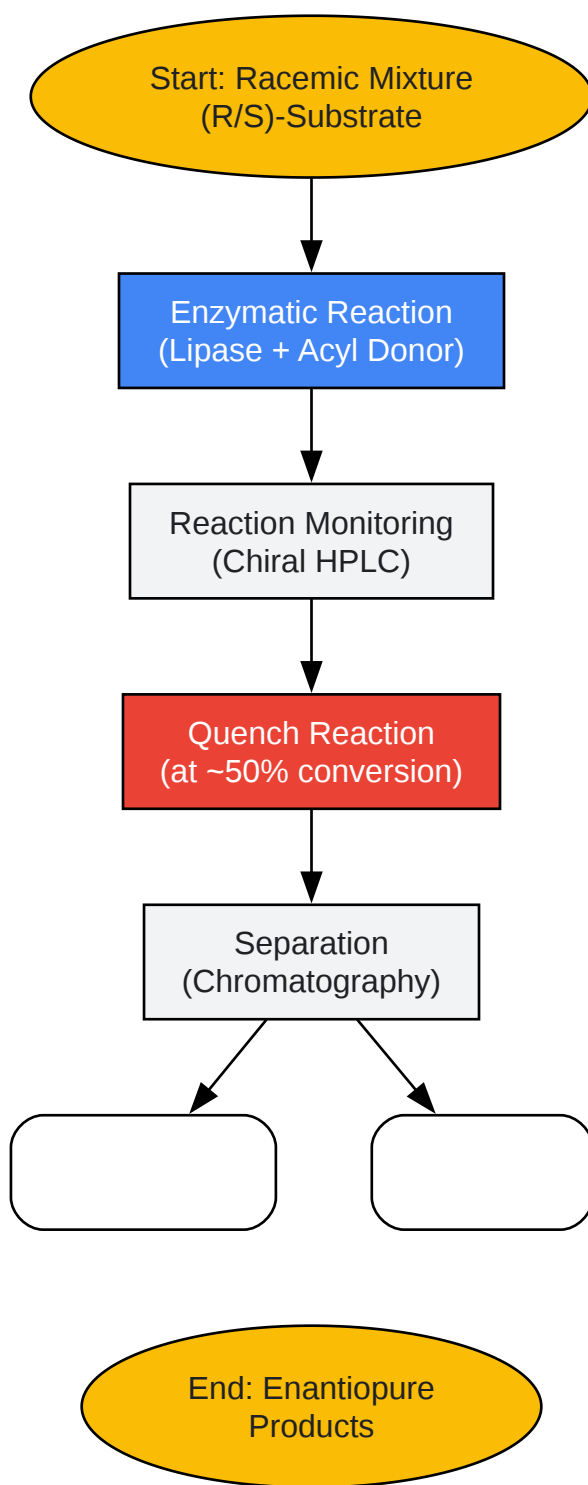 Start: Racemic Mixture
(R/S)-Substrate
Enzymatic Reaction
(Lipase + Acyl Donor)
Reaction Monitoring
(Chiral HPLC)
Quench Reaction
(at ~50% conversion)
Separation
(Chromatography)
End: Enantiopure
Products